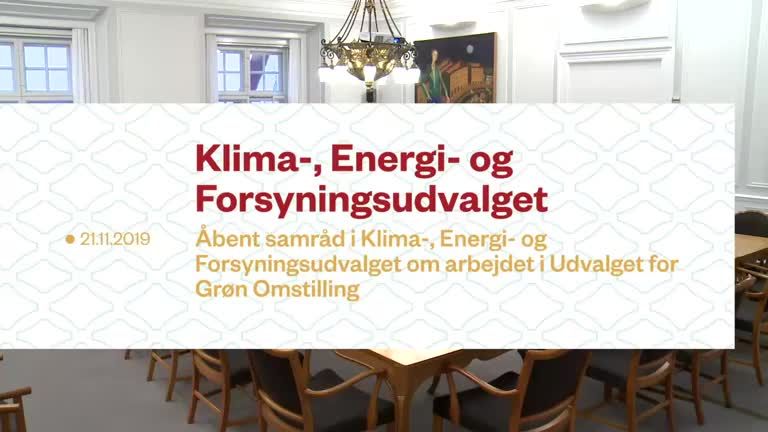 Klima-, Energi- og
Forsyningsudvalget
21.11.2019
Åbent samråd i Klima-, Energi- og
Forsyningsudvalget om arbejdet i Udvalget for
Grøn Omstilling